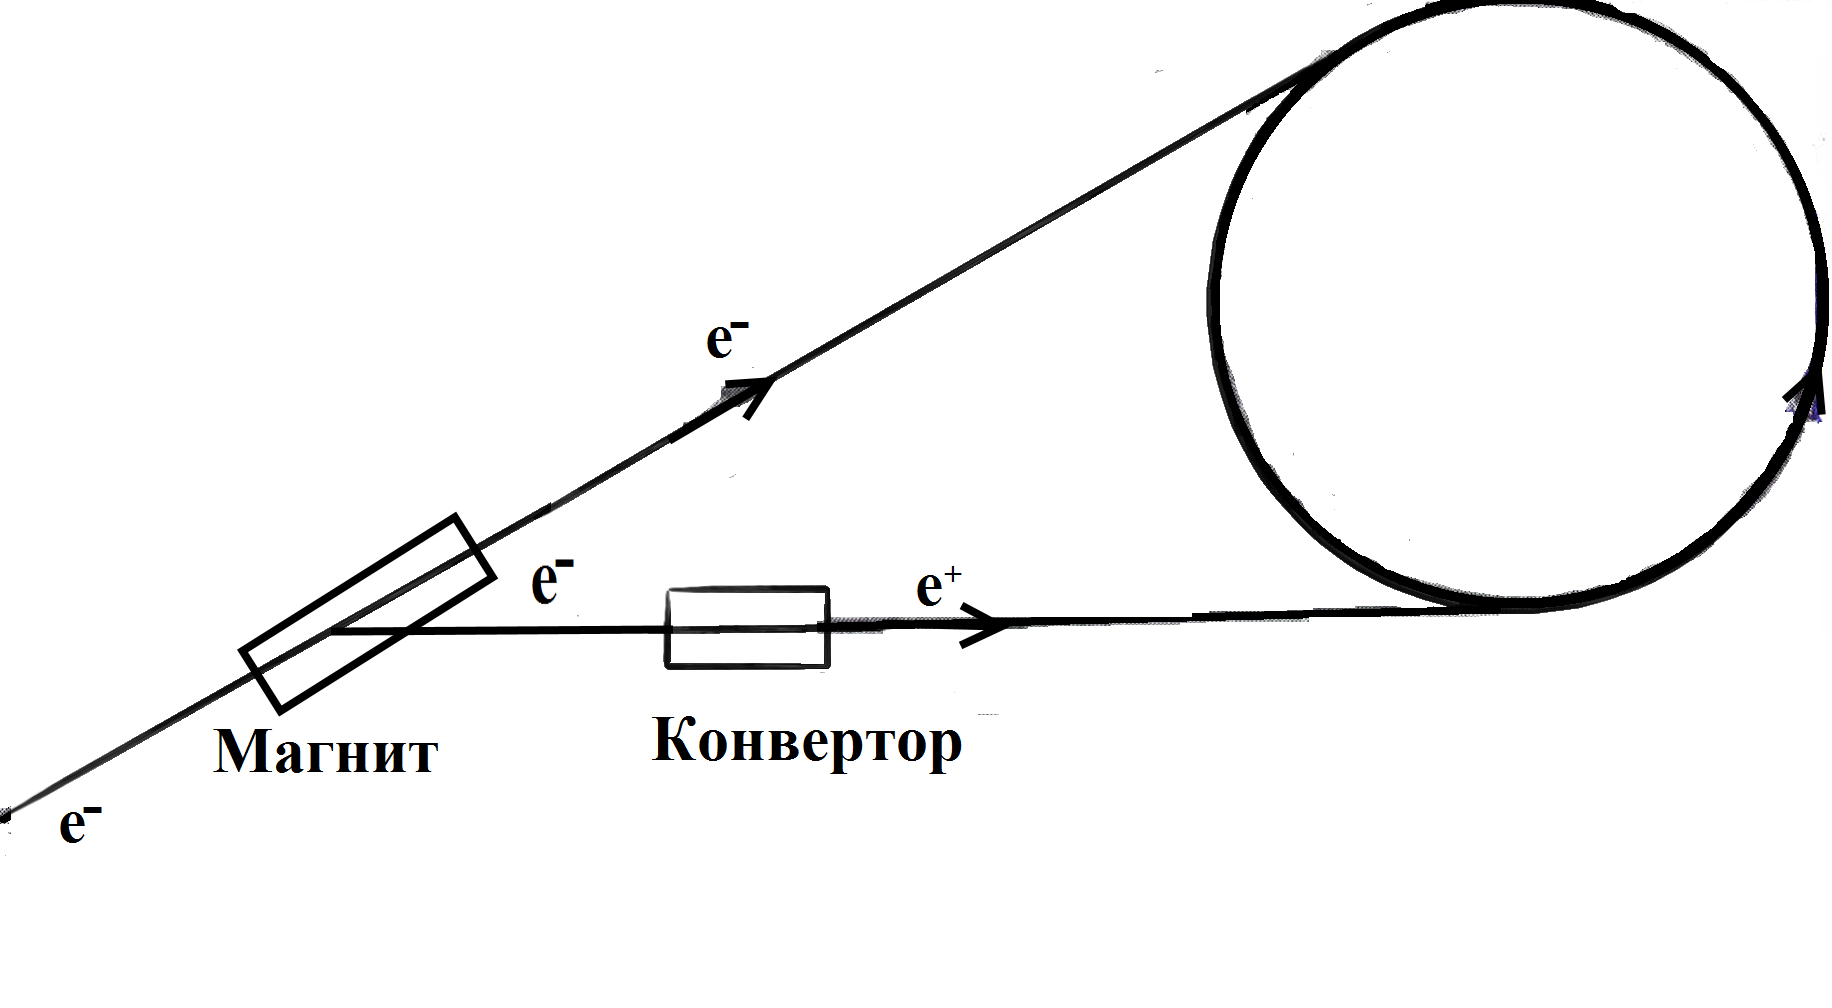 e⁻
e⁻
e⁺
Магнит
Конвертор
e⁻